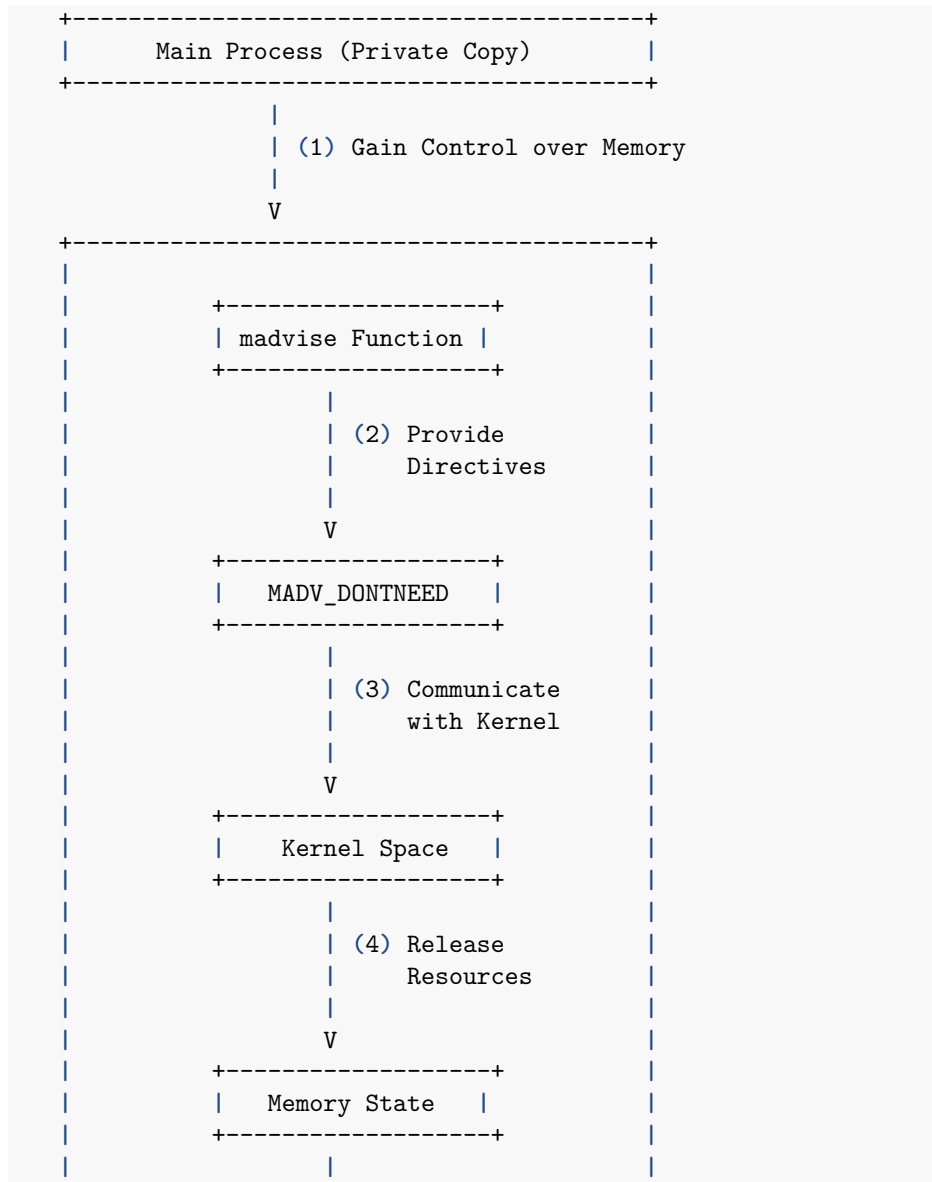 +-----------------------------------------+
|      Main Process (Private Copy)        |
+-----------------------------------------+
               |
               | (1) Gain Control over Memory
               |
               V
+-----------------------------------------+
|                                         |
|          +-------------------+          |
|          | madvise Function |           |
|          +-------------------+          |
|                  |                      |
|                  | (2) Provide          |
|                  |     Directives       |
|                  |                      |
|                  V                      |
|          +-------------------+          |
|          |   MADV_DONTNEED   |          |
|          +-------------------+          |
|                  |                      |
|                  | (3) Communicate      |
|                  |     with Kernel      |
|                  |                      |
|                  V                      |
|          +-------------------+          |
|          |    Kernel Space   |          |
|          +-------------------+          |
|                  |                      |
|                  | (4) Release          |
|                  |     Resources        |
|                  |                      |
|                  V                      |
|          +-------------------+          |
|          |   Memory State   |           |
|          +-------------------+          |
|                  |                      |